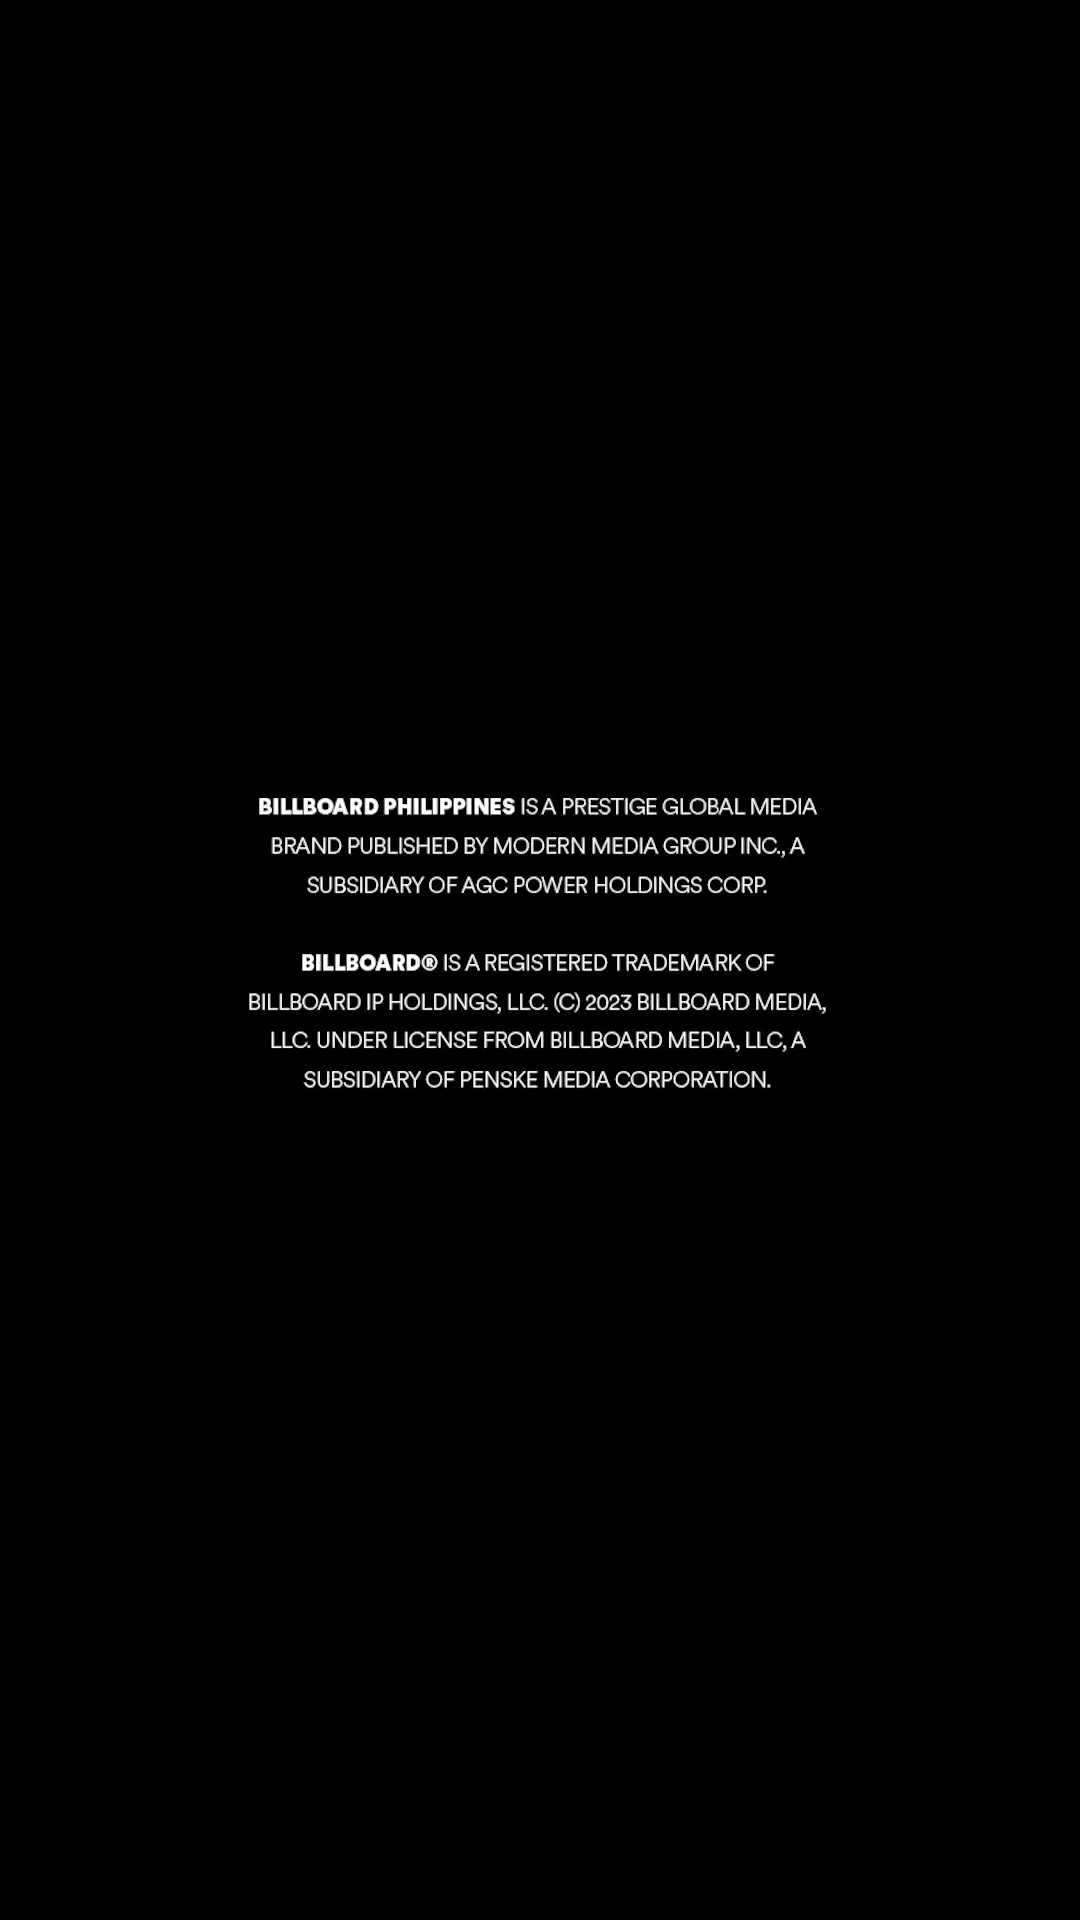 BILLBOARD PHILIPPINES IS A PRESTIGE GLOBAL MEDIA
BRAND PUBLISHED BY MODERN MEDIA GROUP INC., A
SUBSIDIARY OF AGC POWER HOLDINGS CORP.
BILLBOARD® IS A REGISTERED TRADEMARK OF
BILLBOARD IP HOLDINGS, LLC. (C) 2023 BILLBOARD MEDIA,
LLC. UNDER LICENSE FROM BILLBOARD MEDIA, LLC, A
SUBSIDIARY OF PENSKE MEDIA CORPORATION.